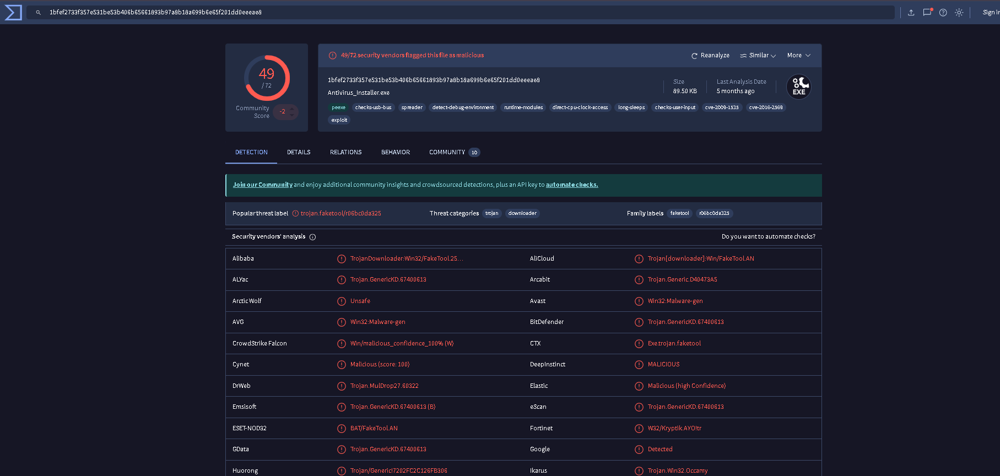 1bfef2733f357e531be53b406b65661893b97a8b18a699b6e65f201dd0eeeae8
Sign in
49
/ 72
Community
Score
-2
49/72 security vendors flagged this file as malicious
Reanalyze
Similar
More
1bfef2733f357e531be53b406b65661893b97a8b18a699b6e65f201dd0eeeae8
Antivirus_Installer.exe
Size
89.50 KB
Last Analysis Date
5 months ago
EXE
peexe checks-usb-bus spreader detect-debug-environment runtime-modules direct-cpu-clock-access long-sleeps checks-user-input cve-2009-1535 cve-2016-2569
exploit
DETECTION DETAILS RELATIONS BEHAVIOR COMMUNITY 10
Join our Community and enjoy additional community insights and crowdsourced detections, plus an API key to automate checks.
Popular threat label trojan.faketool/r06bc0da325 Threat categories trojan downloader Family labels faketool r06bc0da325
Security vendors' analysis Do you want to automate checks?
Alibaba TrojanDownloader:Win32/FakeTool.25... AliCloud Trojan[downloader]:Win/FakeTool.AN
ALYac Trojan.GenericKD.67400613 Arcabit Trojan.Generic.D40473A5
Arctic Wolf Unsafe Avast Win32:Malware-gen
AVG Win32:Malware-gen BitDefender Trojan.GenericKD.67400613
CrowdStrike Falcon Win/malicious_confidence_100% (W) CTX Exe.trojan.faketool
Cynet Malicious (score: 100) DeepInstinct MALICIOUS
DrWeb Trojan.MulDrop27.60322 Elastic Malicious (high Confidence)
Emsisoft Trojan.GenericKD.67400613 (B) eScan Trojan.GenericKD.67400613
ESET-NOD32 BAT/FakeTool.AN Fortinet W32/Kryptik.AYO!tr
GData Trojan.GenericKD.67400613 Google Detected
Huorong Trojan/Generic!7202FC2C126FB306 Ikarus Trojan.Win32.Occamy